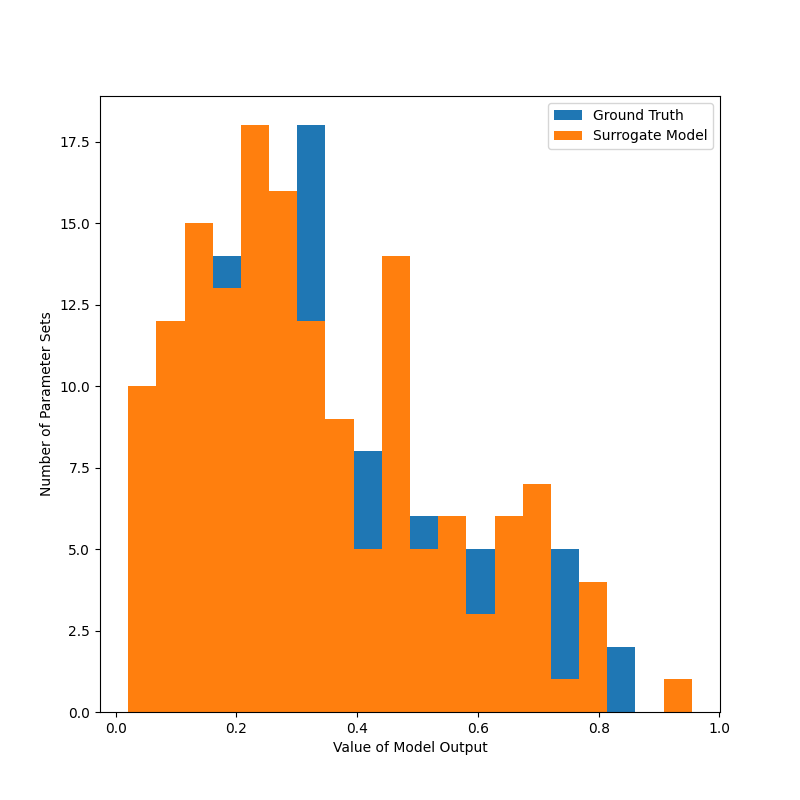 Ground Truth
Surrogate Model
17.5
15.0
12.5
10.0
7.5
5.0
2.5
0.0
Number of Parameter Sets
0.0 0.2 0.4 0.6 0.8 1.0
Value of Model Output